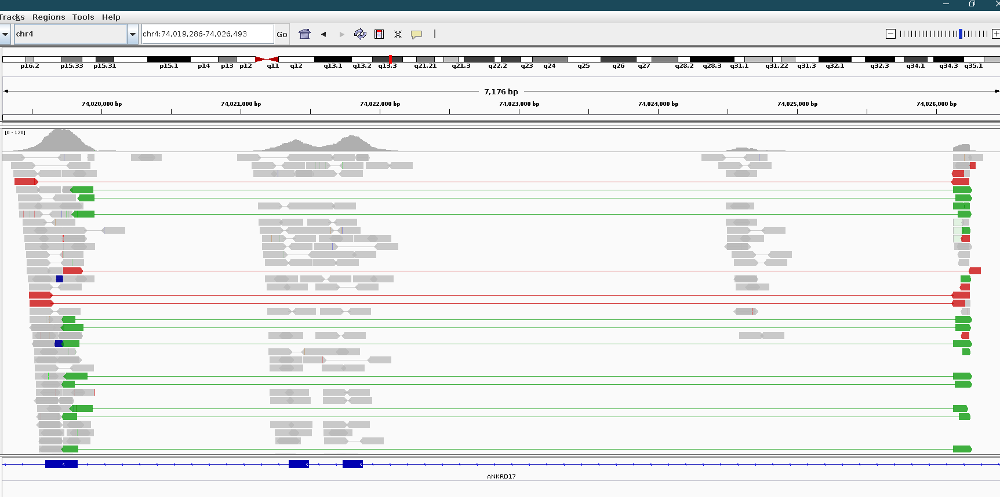 Tracks Regions Tools Help
chr4 chr4:74,019,286-74,026,493 Go
p16.2 p15.33 p15.31 p15.1 p14 p13 p12 q11 q12 q13.1 q13.2 q13.3 q21.21 q21.3 q22.2 q23 q24 q25 q26 q27 q28.2 q28.3 q31.1 q31.22 q31.3 q32.1 q32.3 q34.1 q34.3 q35.1
7,176 bp
74,020,000 bp 74,021,000 bp 74,022,000 bp 74,023,000 bp 74,024,000 bp 74,025,000 bp 74,026,000 bp
[0 - 120]
ANKRD17